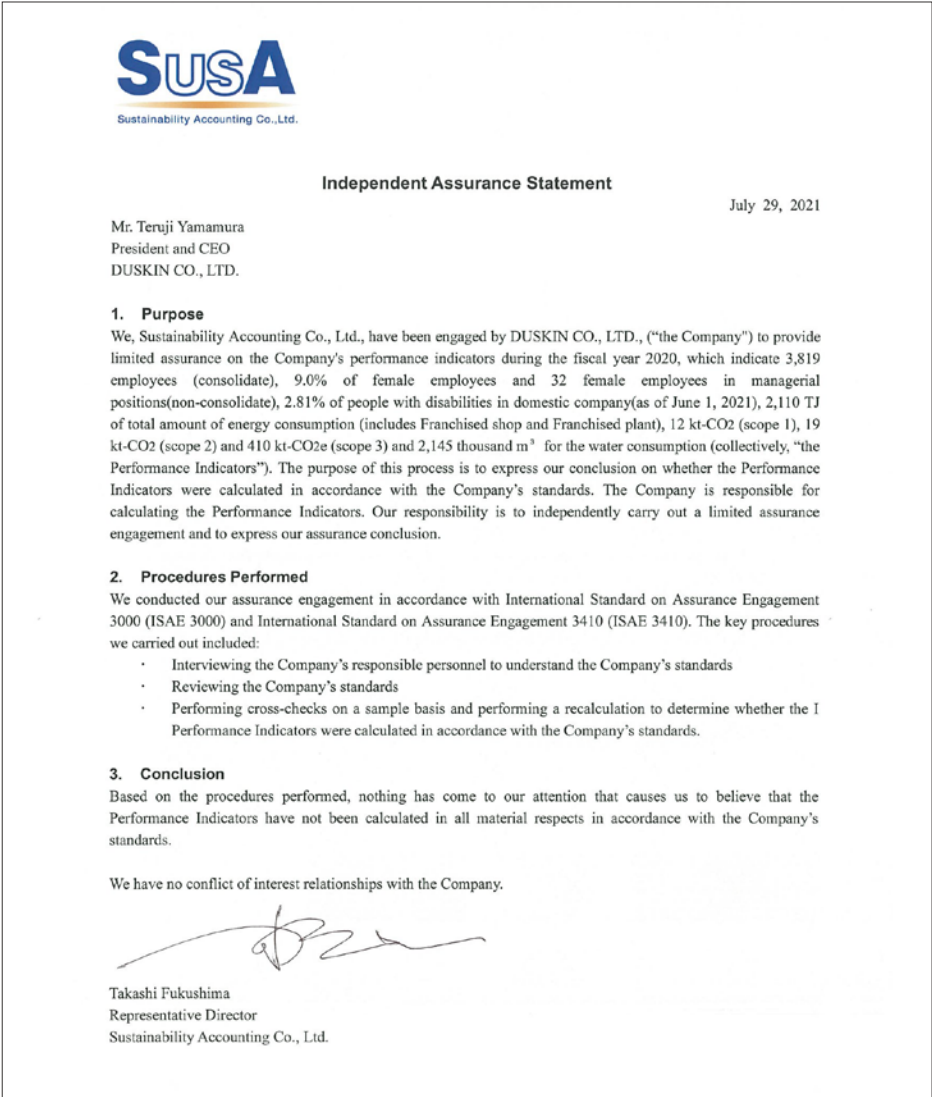 SUSA
Sustainability Accounting Co.,Ltd.
Independent Assurance Statement
July 29, 2021
Mr. Teruji Yamamura
President and CEO
DUSKIN CO., LTD.
1. Purpose
We, Sustainability Accounting Co., Ltd., have been engaged by DUSKIN CO., LTD., ("the Company") to provide
limited assurance on the Company's performance indicators during the fiscal year 2020, which indicate 3,819
employees (consolidate), 9.0% of female employees and 32 female employees in managerial
positions(non-consolidate), 2.81% of people with disabilities in domestic company(as of June 1, 2021), 2,110 TJ
of total amount of energy consumption (includes Franchised shop and Franchised plant), 12 kt-CO2 (scope 1), 19
kt-CO2 (scope 2) and 410 kt-CO2e (scope 3) and 2,145 thousand m³ for the water consumption (collectively, "the
Performance Indicators"). The purpose of this process is to express our conclusion on whether the Performance
Indicators were calculated in accordance with the Company's standards. The Company is responsible for
calculating the Performance Indicators. Our responsibility is to independently carry out a limited assurance
engagement and to express our assurance conclusion.
2. Procedures Performed
We conducted our assurance engagement in accordance with International Standard on Assurance Engagement
3000 (ISAE 3000) and International Standard on Assurance Engagement 3410 (ISAE 3410). The key procedures
we carried out included:
· Interviewing the Company's responsible personnel to understand the Company's standards
· Reviewing the Company's standards
· Performing cross-checks on a sample basis and performing a recalculation to determine whether the I
Performance Indicators were calculated in accordance with the Company's standards.
3. Conclusion
Based on the procedures performed, nothing has come to our attention that causes us to believe that the
Performance Indicators have not been calculated in all material respects in accordance with the Company's
standards.
We have no conflict of interest relationships with the Company.
Takashi Fukushima
Representative Director
Sustainability Accounting Co., Ltd.